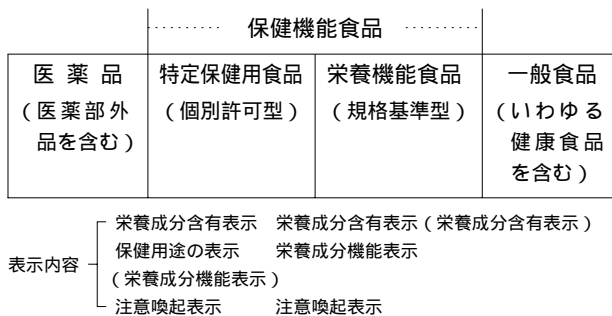 保健機能食品
医薬品 特定保健用食品 栄養機能食品 一般食品
(医薬部外 (個別許可型) (規格基準型) (いわゆる
品を含む) 健康食品
を含む)
栄養成分含有表示 栄養成分含有表示(栄養成分含有表示)
保健用途の表示 栄養成分機能表示
表示内容
(栄養成分機能表示)
注意喚起表示 注意喚起表示